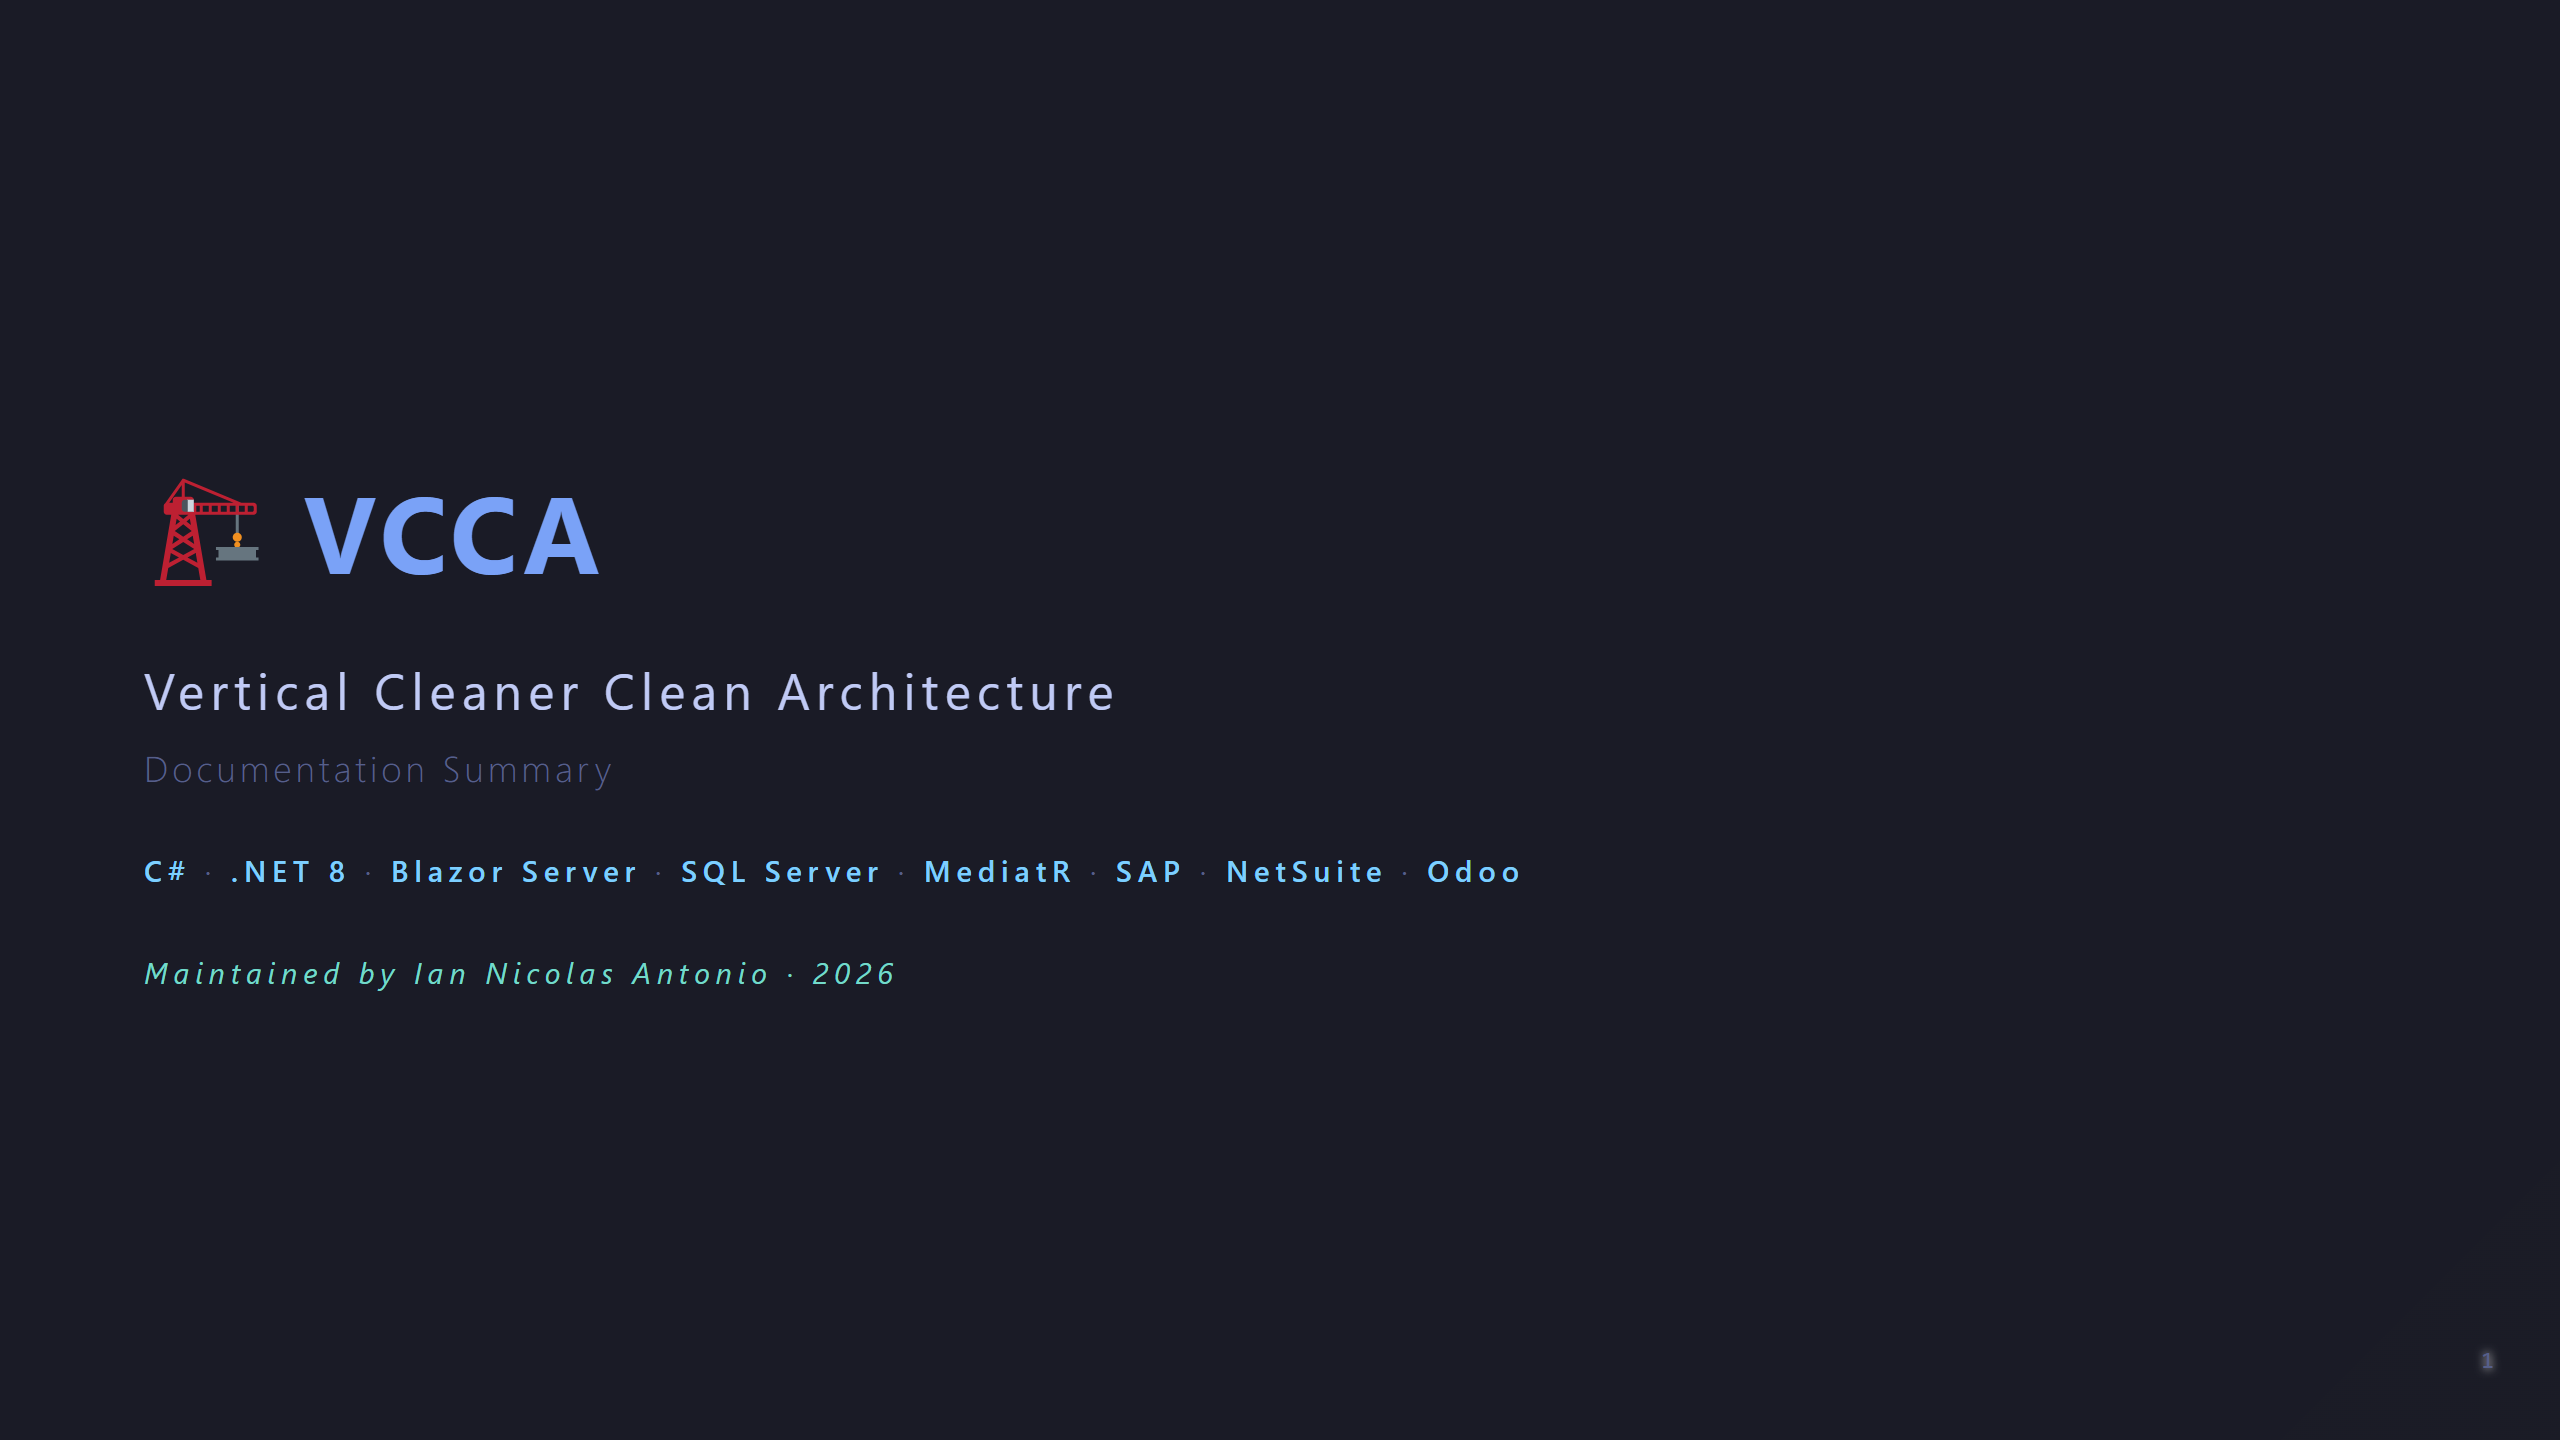 VCCA
Vertical Cleaner Clean Architecture
Documentation Summary
C# · .NET 8 · Blazor Server · SQL Server · MediatR · SAP · NetSuite · Odoo
Maintained by Ian Nicolas Antonio · 2026
1